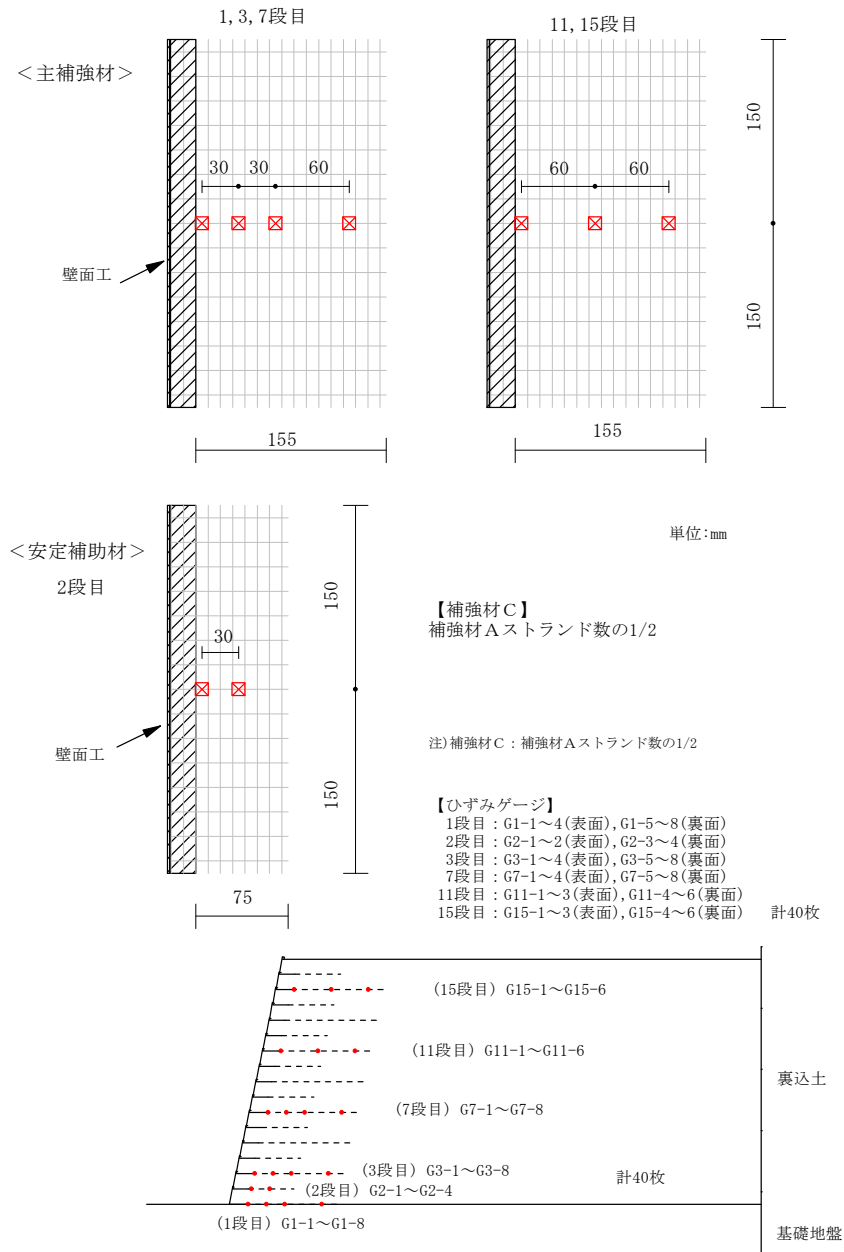 1,3,7段目
11,15段目
＜主補強材＞
30
30
60
60
60
150
150
壁面工
155
155
＜安定補助材＞
2段目
30
150
150
壁面工
75
単位:mm
【補強材Ｃ】
補強材Ａストランド数の1/2
注)補強材Ｃ：補強材Ａストランド数の1/2
【ひずみゲージ】
1段目：G1-1～4(表面),G1-5～8(裏面)
2段目：G2-1～2(表面),G2-3～4(裏面)
3段目：G3-1～4(表面),G3-5～8(裏面)
7段目：G7-1～4(表面),G7-5～8(裏面)
11段目：G11-1～3(表面),G11-4～6(裏面)
15段目：G15-1～3(表面),G15-4～6(裏面) 計40枚
(15段目) G15-1～G15-6
(11段目) G11-1～G11-6
裏込土
(7段目) G7-1～G7-8
(3段目) G3-1～G3-8
計40枚
(2段目) G2-1～G2-4
(1段目) G1-1～G1-8
基礎地盤